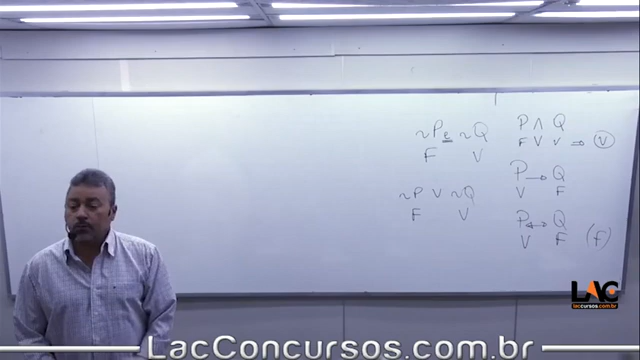 ~P e ~Q
F V
~P ∨ ~Q
F V
P ∧ Q
F V V ⇒ (V)
P → Q
V F
P ↔ Q
V F (F)
LAC
laccursos.com.br
LacConcursos.com.br